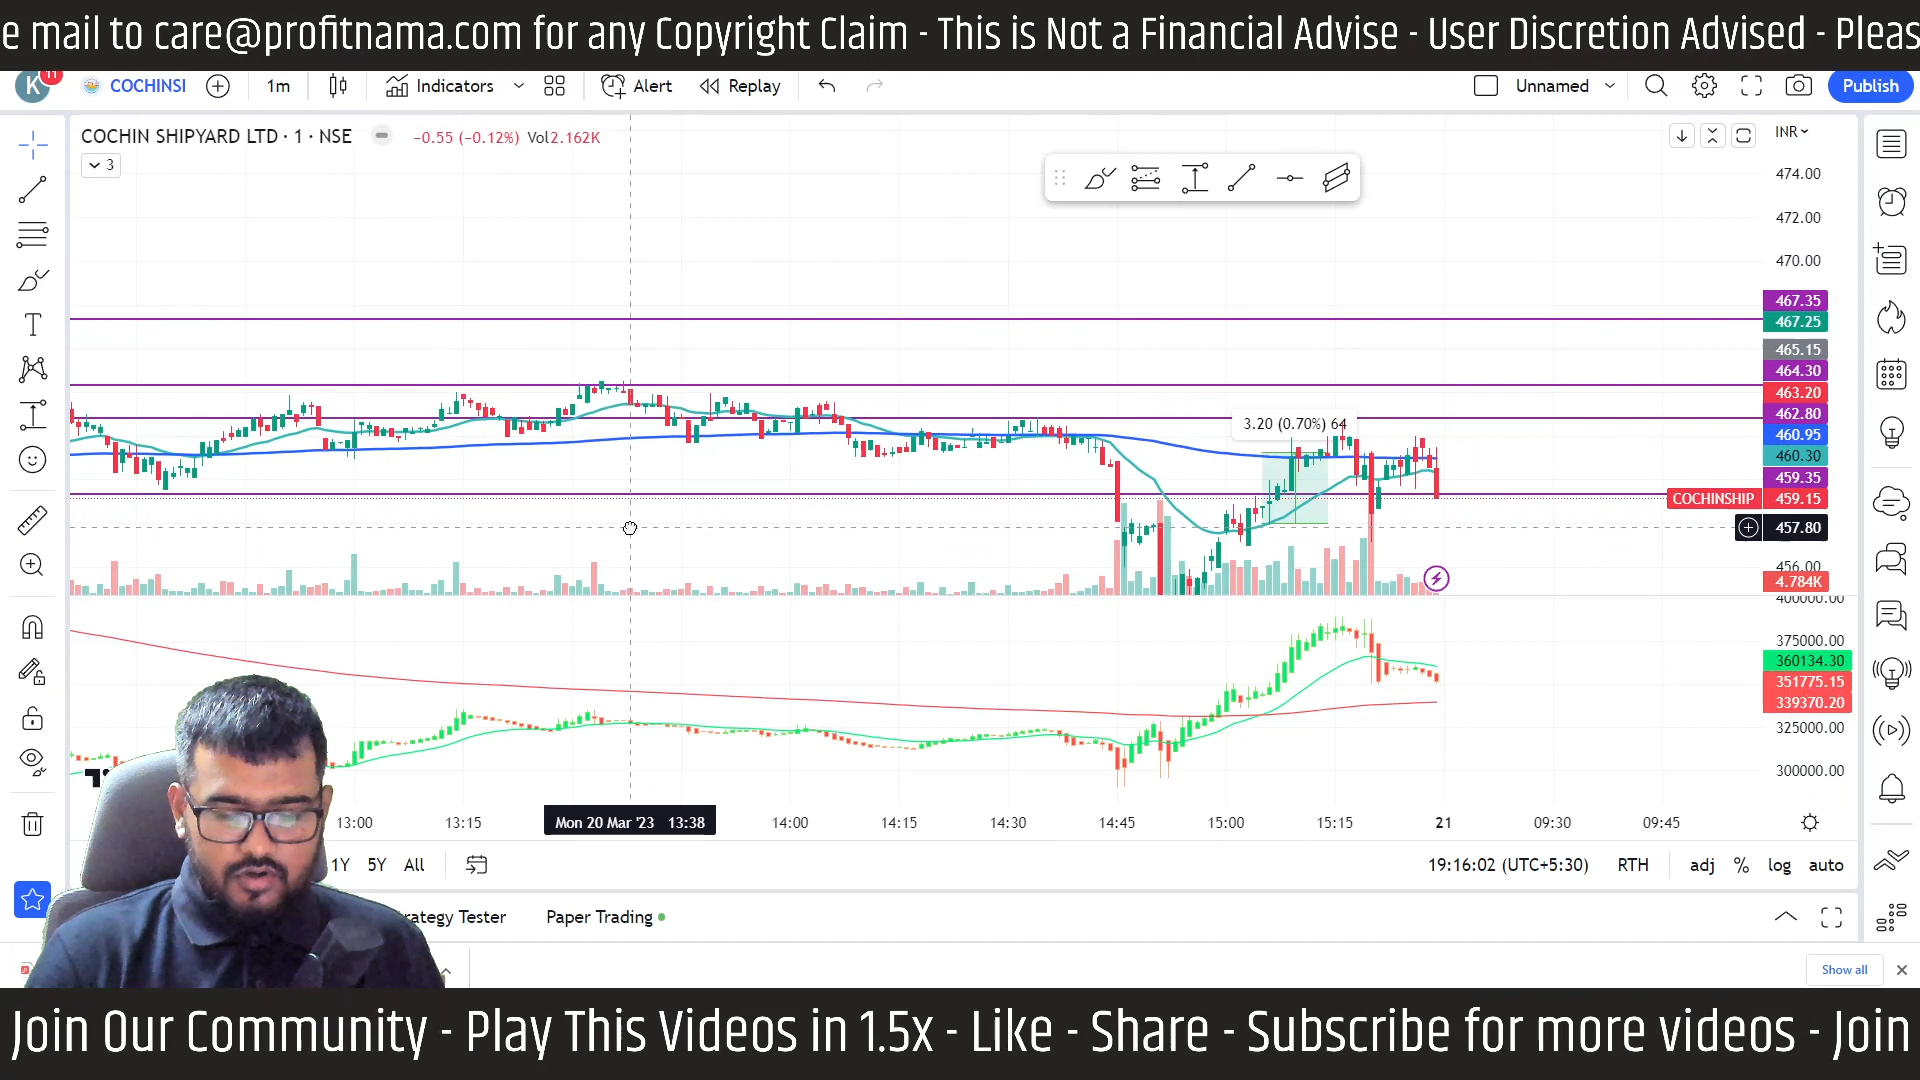 e mail to care@profitnama.com for any Copyright Claim - This is Not a Financial Advise - User Discretion Advised - Pleas
K 11 COCHINSI 1m Indicators Alert Replay Unnamed Publish
COCHIN SHIPYARD LTD · 1 · NSE −0.55 (−0.12%) Vol2.162K INR
3
474.00
472.00
470.00
467.35
467.25
465.15
464.30
463.20
462.80
3.20 (0.70%) 64
460.95
460.30
459.35
COCHINSHIP 459.15
457.80
456.00
4.784K
400000.00
375000.00
360134.30
351775.15
339370.20
325000.00
300000.00
13:00 13:15 Mon 20 Mar '23 13:38 14:00 14:15 14:30 14:45 15:00 15:15 21 09:30 09:45
1Y 5Y All 19:16:02 (UTC+5:30) RTH adj % log auto
rategy Tester Paper Trading
Show all
Join Our Community - Play This Videos in 1.5x - Like - Share - Subscribe for more videos - Join